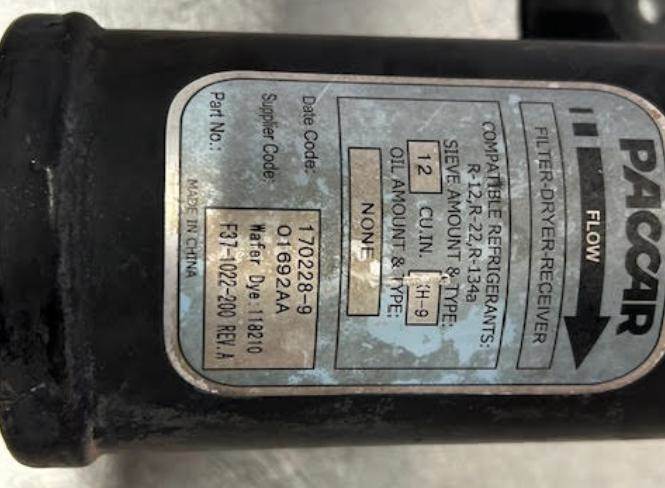 PACCAR
FLOW
FILTER-DRYER-RECEIVER
COMPATIBLE REFRIGERANTS:
R-12,R-22,R-134a
SIEVE AMOUNT & TYPE:
12 CU.IN. XH-9
OIL AMOUNT & TYPE:
NONE
Date Code: 170228-9
Supplier Code: 01692AA
Wafer Dye:118210
Part No.: F37-1022-200 REV.A
MADE IN CHINA